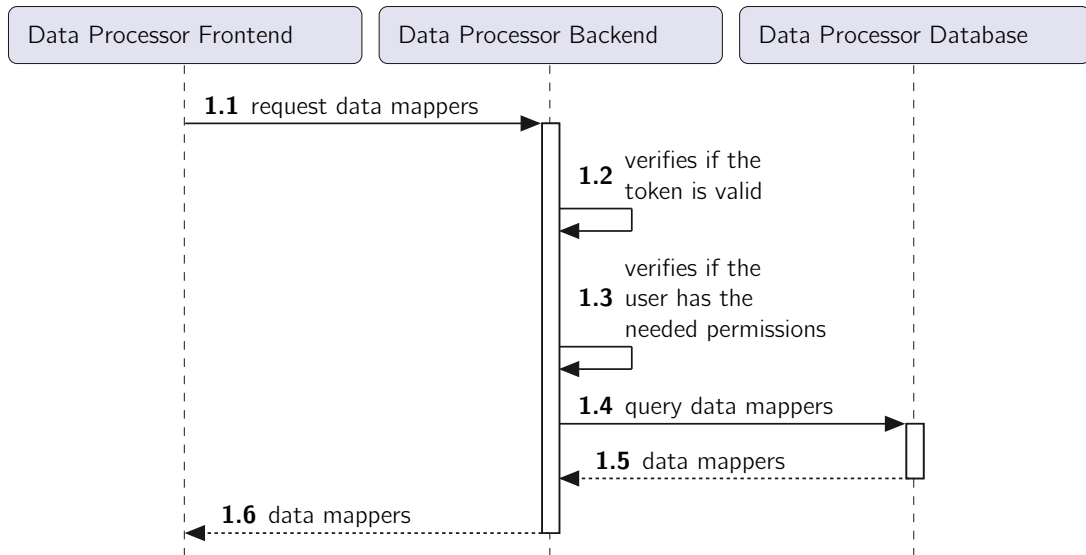 Data Processor Frontend
Data Processor Backend
Data Processor Database
1.1 request data mappers
1.2 verifies if the
token is valid
1.3 verifies if the
user has the
needed permissions
1.4 query data mappers
1.5 data mappers
1.6 data mappers